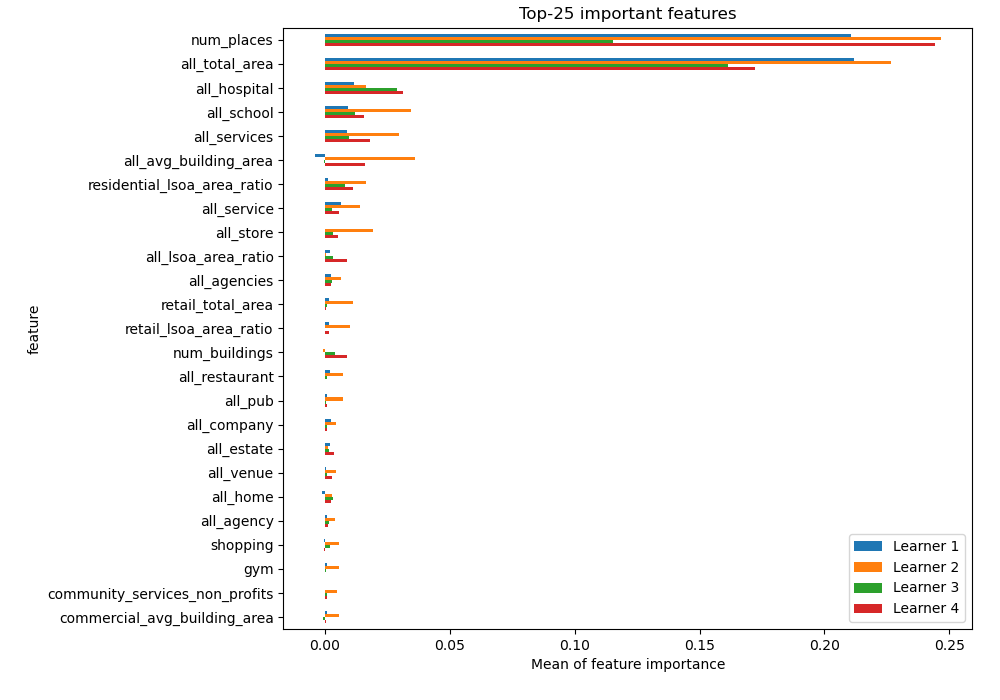 Top-25 important features
num_places
all_total_area
all_hospital
all_school
all_services
all_avg_building_area
residential_lsoa_area_ratio
all_service
all_store
all_lsoa_area_ratio
all_agencies
retail_total_area
retail_lsoa_area_ratio
num_buildings
all_restaurant
all_pub
all_company
all_estate
all_venue
all_home
all_agency
shopping
gym
community_services_non_profits
commercial_avg_building_area
feature
Learner 1
Learner 2
Learner 3
Learner 4
0.00 0.05 0.10 0.15 0.20 0.25
Mean of feature importance